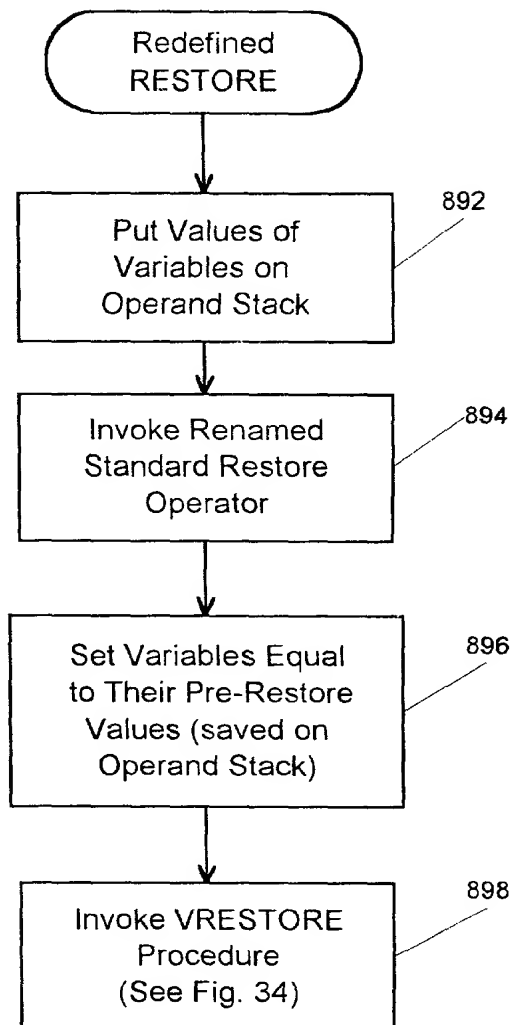 Redefined
RESTORE
892
Put Values of
Variables on
Operand Stack
894
Invoke Renamed
Standard Restore
Operator
896
Set Variables Equal
to Their Pre-Restore
Values (saved on
Operand Stack)
898
Invoke VRESTORE
Procedure
(See Fig. 34)